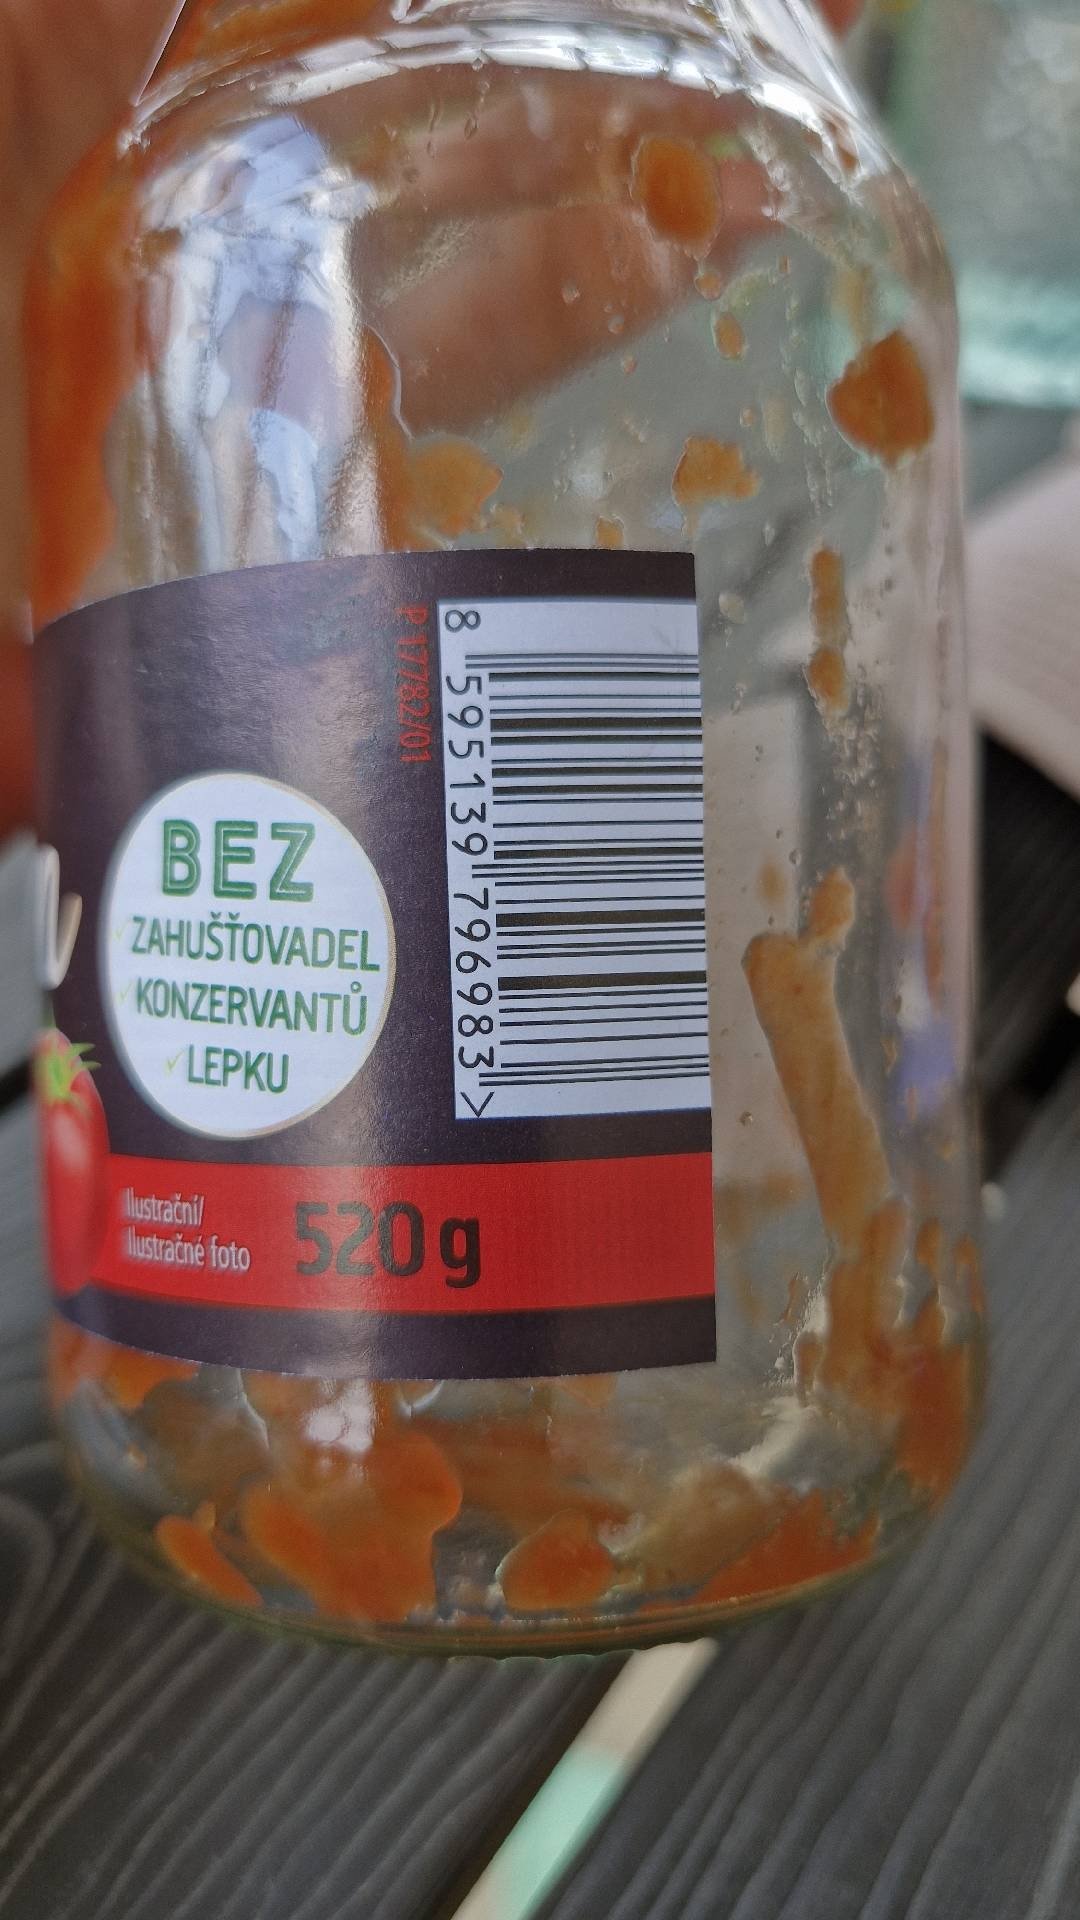 P 17782/01
8 595139 796983 >
BEZ
ZAHUŠŤOVADEL
KONZERVANTŮ
LEPKU
Ilustrační/
Ilustračné foto
520 g